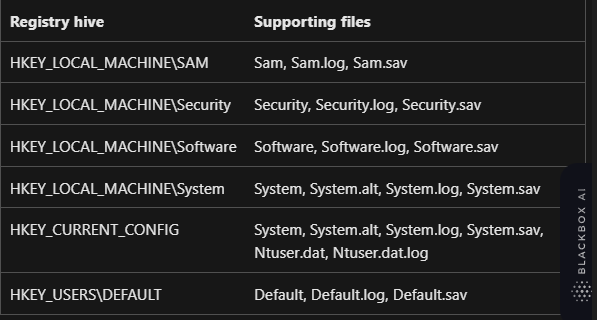 Registry hive Supporting files
HKEY_LOCAL_MACHINE\SAM Sam, Sam.log, Sam.sav
HKEY_LOCAL_MACHINE\Security Security, Security.log, Security.sav
HKEY_LOCAL_MACHINE\Software Software, Software.log, Software.sav
HKEY_LOCAL_MACHINE\System System, System.alt, System.log, System.sav
HKEY_CURRENT_CONFIG System, System.alt, System.log, System.sav,
Ntuser.dat, Ntuser.dat.log
HKEY_USERS\DEFAULT Default, Default.log, Default.sav
BLACKBOX AI